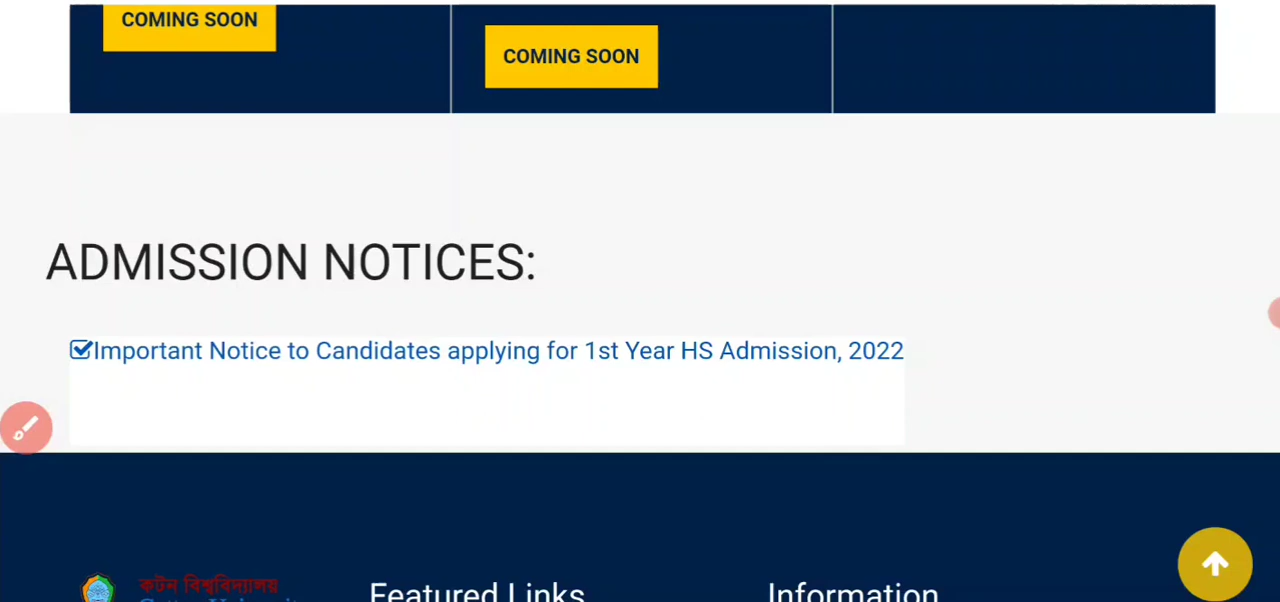 COMING SOON
COMING SOON
ADMISSION NOTICES:
Important Notice to Candidates applying for 1st Year HS Admission, 2022
কটন বিশ্ববিদ্যালয়
Featured Links
Information